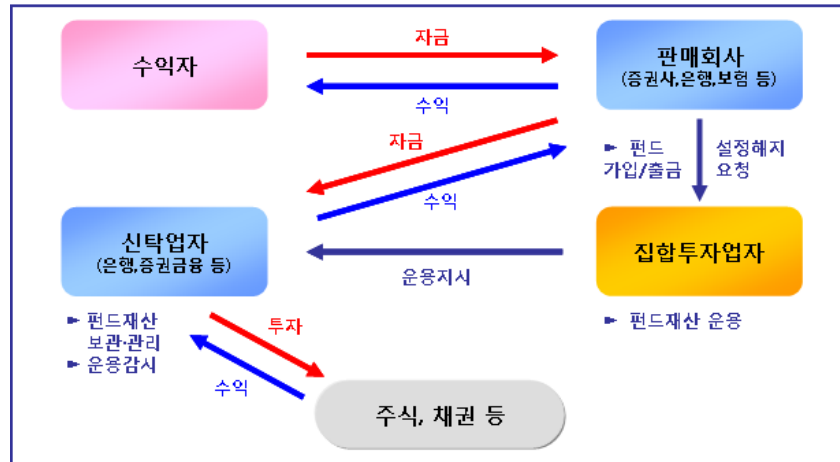 자금
수익자
판매회사
(증권사,은행,보험 등)
수익
자금
► 펀드
가입/출금
설정해지
요청
수익
신탁업자
(은행,증권금융 등)
집합투자업자
운용지시
► 펀드재산
보관·관리
► 운용감시
투자
► 펀드재산 운용
수익
주식, 채권 등